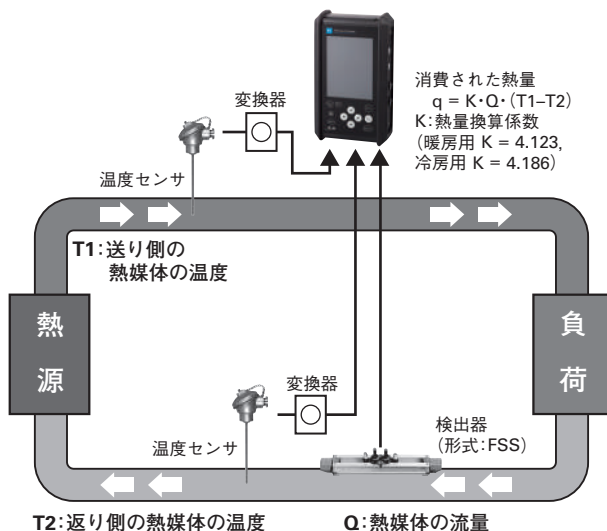 消費された熱量
q = K･Q･(T1–T2)
K:熱量換算係数
(暖房用 K = 4.123,
冷房用 K = 4.186)
変換器
温度センサ
T1:送り側の
熱媒体の温度
熱
源
負
荷
変換器
温度センサ
検出器
(形式:FSS)
T2:返り側の熱媒体の温度
Q:熱媒体の流量